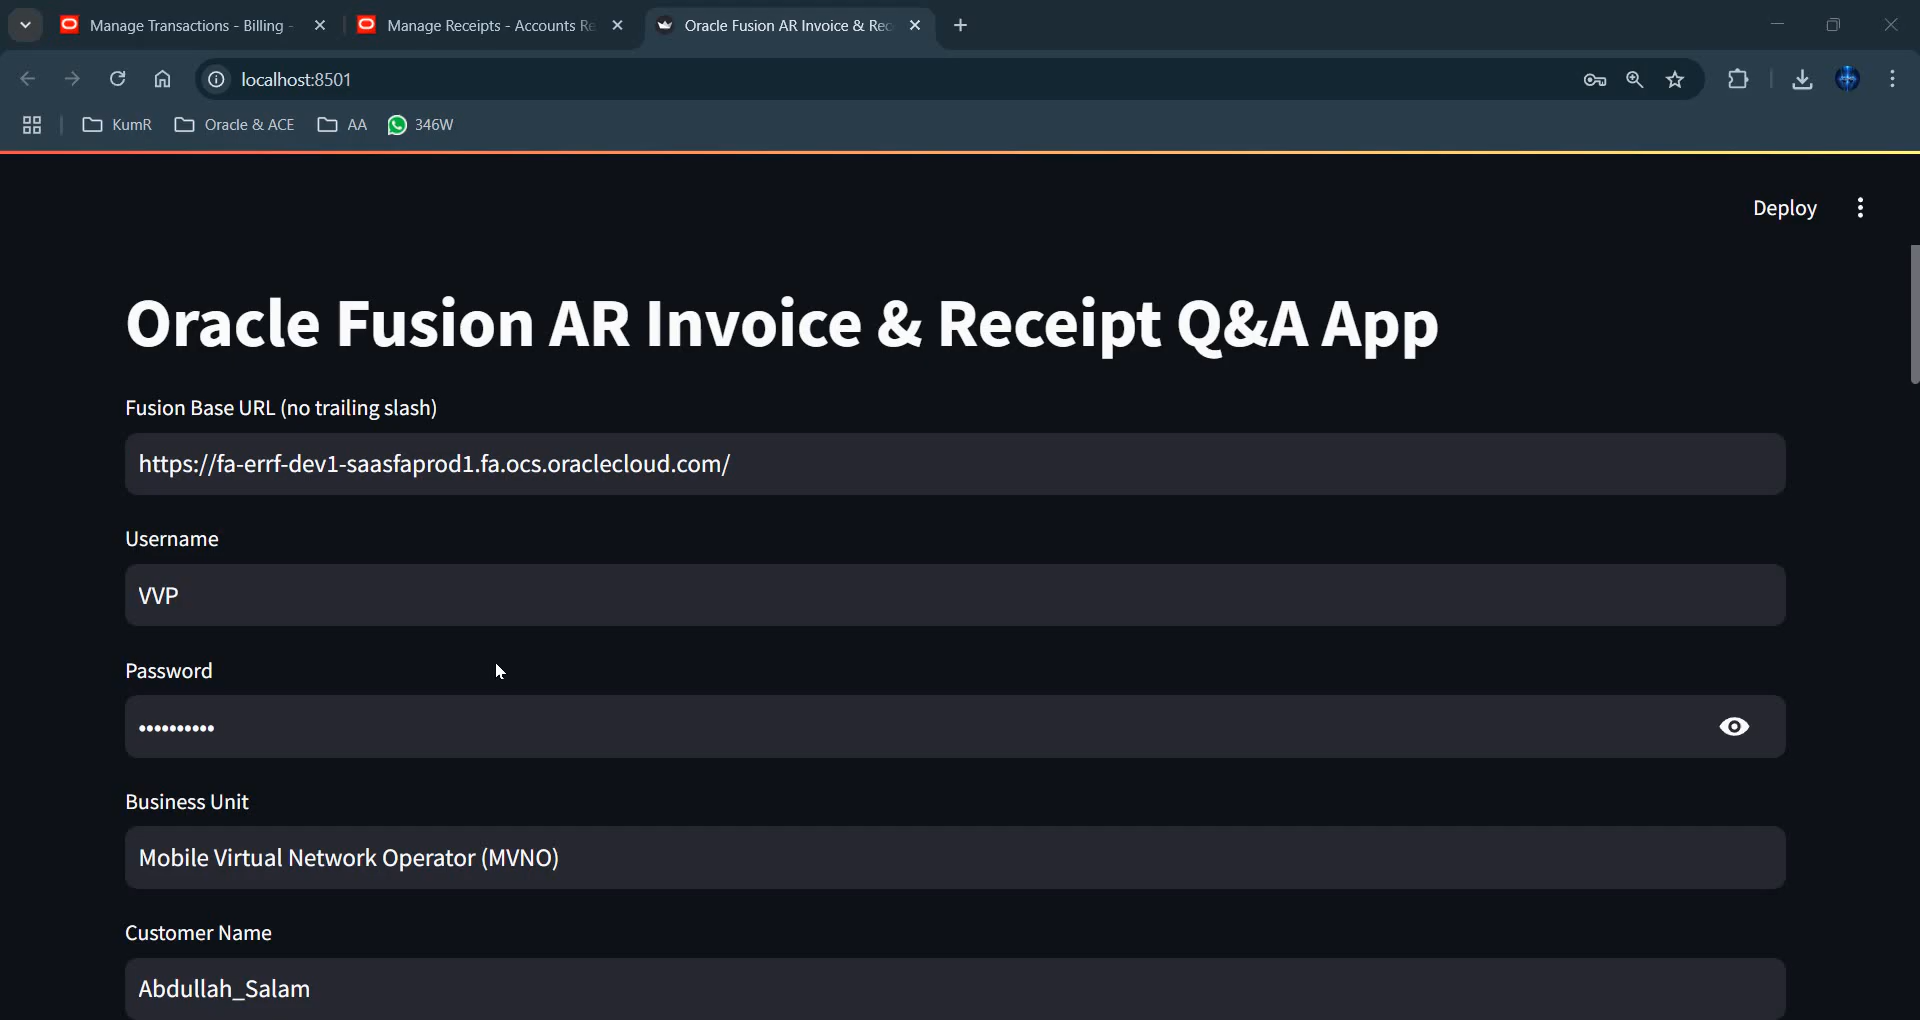 Manage Transactions - Billing -
Manage Receipts - Accounts Re
Oracle Fusion AR Invoice & Rec
localhost:8501
KumR
Oracle & ACE
AA
346W
Deploy
Oracle Fusion AR Invoice & Receipt Q&A App
Fusion Base URL (no trailing slash)
https://fa-errf-dev1-saasfaprod1.fa.ocs.oraclecloud.com/
Username
VVP
Password
••••••••••
Business Unit
Mobile Virtual Network Operator (MVNO)
Customer Name
Abdullah_Salam